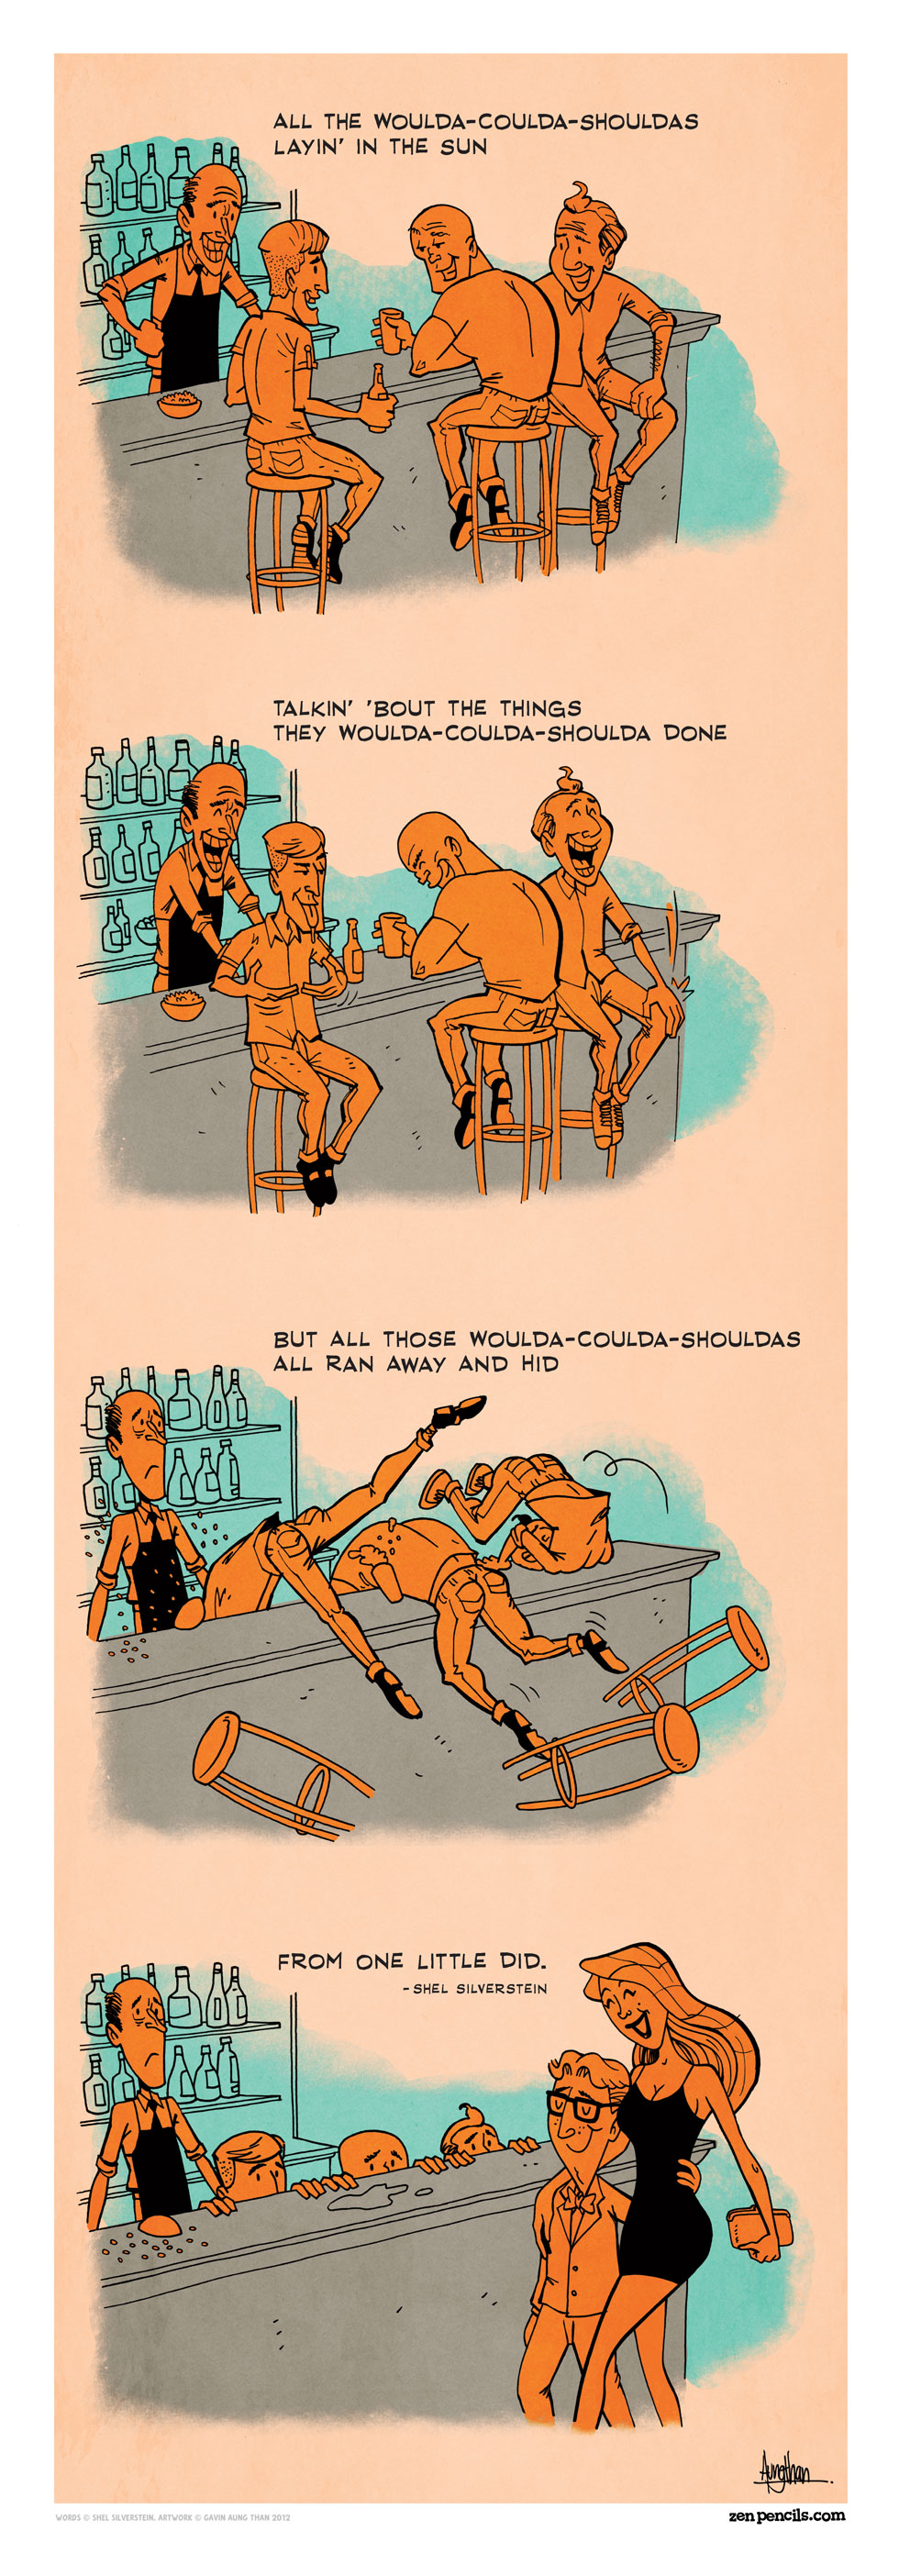 ALL THE WOULDA-COULDA-SHOULDAS
LAYIN' IN THE SUN
TALKIN' 'BOUT THE THINGS
THEY WOULDA-COULDA-SHOULDA DONE
BUT ALL THOSE WOULDA-COULDA-SHOULDAS
ALL RAN AWAY AND HID
FROM ONE LITTLE DID.
-SHEL SILVERSTEIN
Aungthan
WORDS © SHEL SILVERSTEIN. ARTWORK © GAVIN AUNG THAN 2012
zenpencils.com